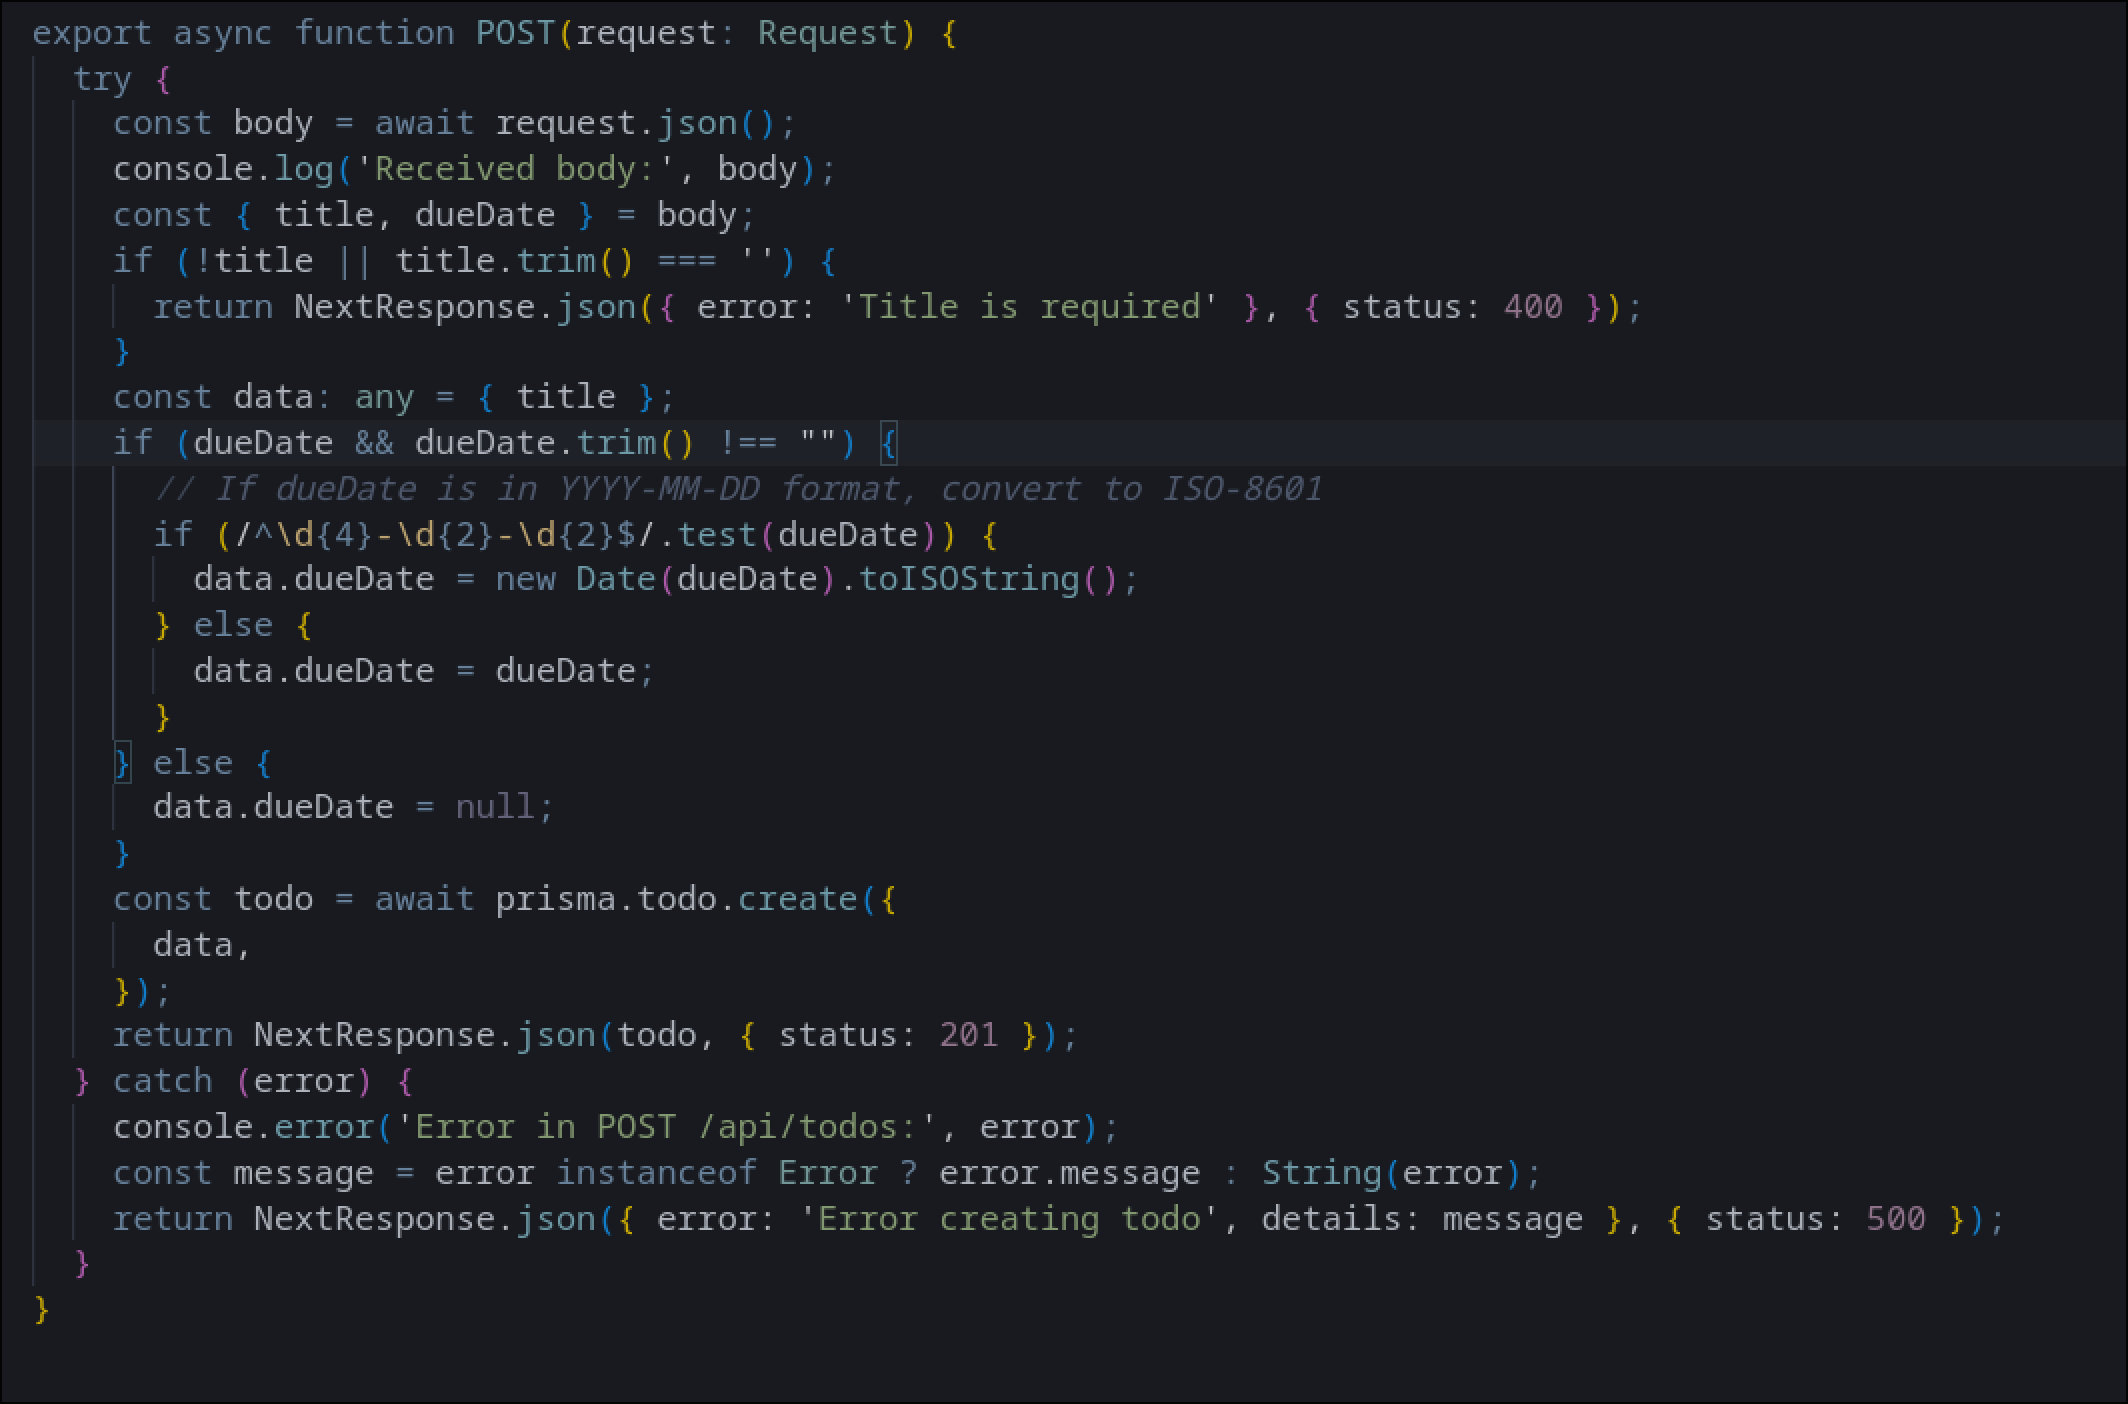 export async function POST(request: Request) {
  try {
    const body = await request.json();
    console.log('Received body:', body);
    const { title, dueDate } = body;
    if (!title || title.trim() === '') {
      return NextResponse.json({ error: 'Title is required' }, { status: 400 });
    }
    const data: any = { title };
    if (dueDate && dueDate.trim() !== "") {
      // If dueDate is in YYYY-MM-DD format, convert to ISO-8601
      if (/^\d{4}-\d{2}-\d{2}$/.test(dueDate)) {
        data.dueDate = new Date(dueDate).toISOString();
      } else {
        data.dueDate = dueDate;
      }
    } else {
      data.dueDate = null;
    }
    const todo = await prisma.todo.create({
      data,
    });
    return NextResponse.json(todo, { status: 201 });
  } catch (error) {
    console.error('Error in POST /api/todos:', error);
    const message = error instanceof Error ? error.message : String(error);
    return NextResponse.json({ error: 'Error creating todo', details: message }, { status: 500 });
  }
}